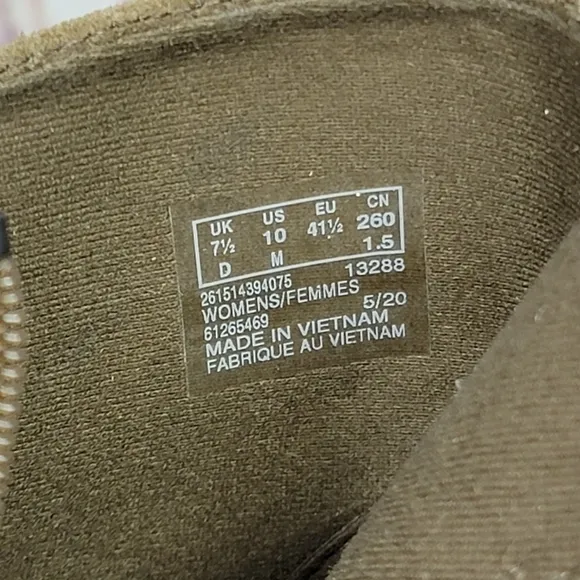 UK US EU CN
7½ 10 41½ 260
D M 1.5
261514394075 13288
WOMENS/FEMMES
61265469 5/20
MADE IN VIETNAM
FABRIQUE AU VIETNAM